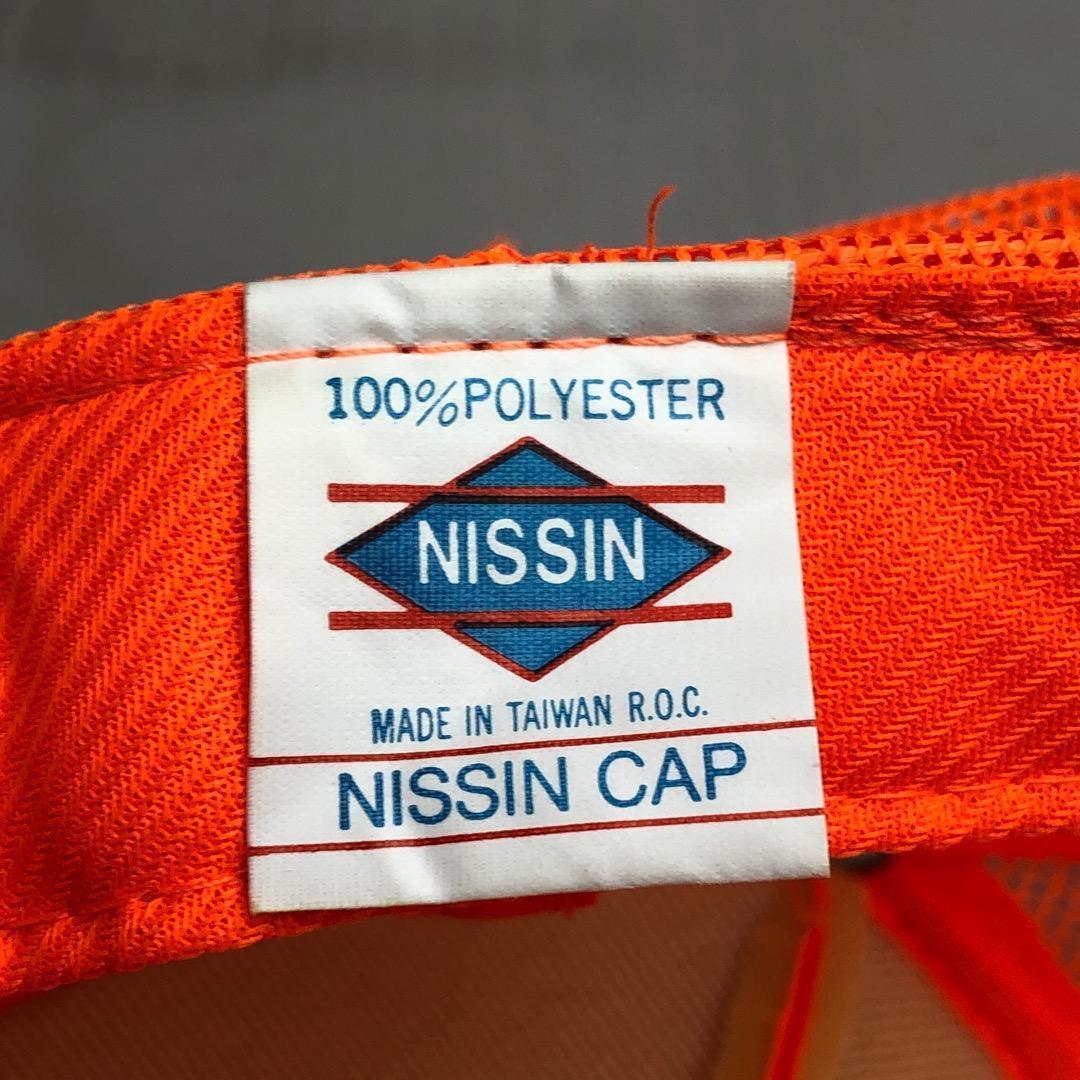 100%POLYESTER
NISSIN
MADE IN TAIWAN R.O.C.
NISSIN CAP